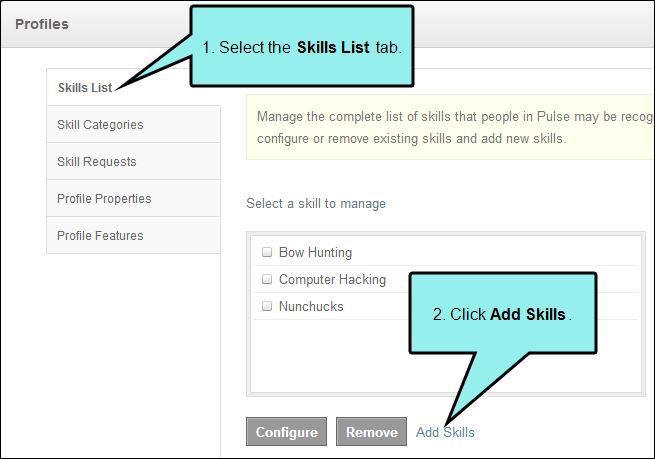 Profiles
1. Select the Skills List tab.
Skills List
Skill Categories
Skill Requests
Profile Properties
Profile Features
Manage the complete list of skills that people in Pulse may be recog
configure or remove existing skills and add new skills.
Select a skill to manage
Bow Hunting
Computer Hacking
Nunchucks
2. Click Add Skills.
Configure
Remove
Add Skills